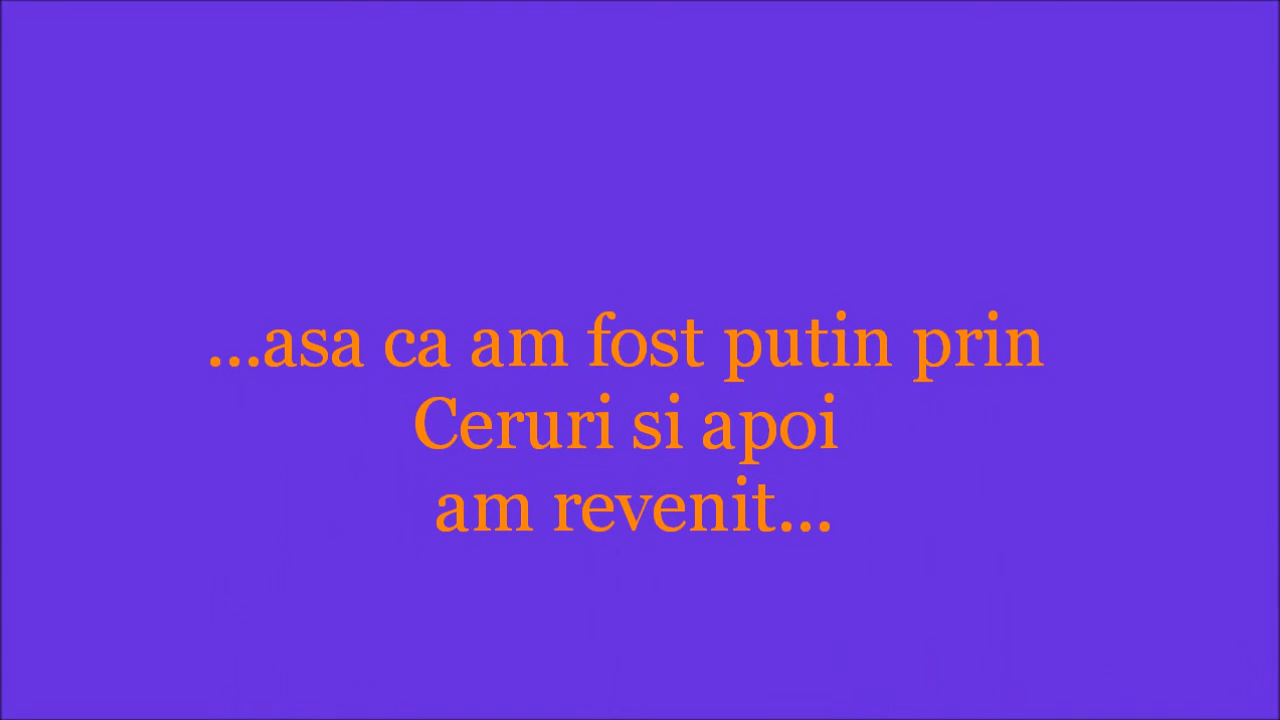 ...asa ca am fost putin prin
Ceruri si apoi
am revenit...